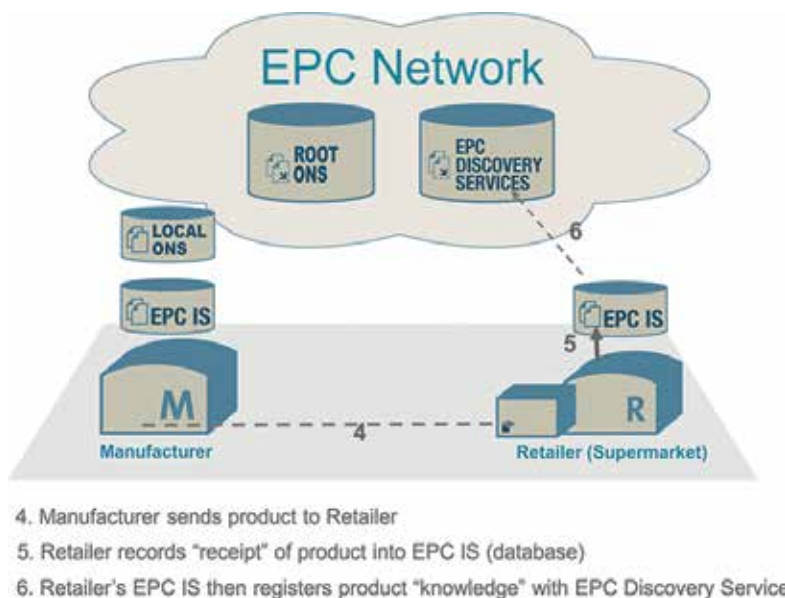 EPC Network
ROOT
ONS
EPC
DISCOVERY
SERVICES
LOCAL
ONS
6
EPC IS
EPC IS
5
M
R
4
Manufacturer
Retailer (Supermarket)
4. Manufacturer sends product to Retailer
5. Retailer records “receipt” of product into EPC IS (database)
6. Retailer’s EPC IS then registers product “knowledge” with EPC Discovery Service